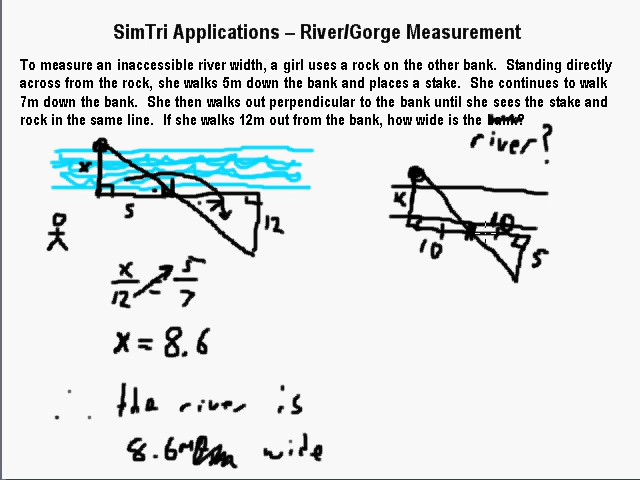 SimTri Applications – River/Gorge Measurement
To measure an inaccessible river width, a girl uses a rock on the other bank. Standing directly
across from the rock, she walks 5m down the bank and places a stake. She continues to walk
7m down the bank. She then walks out perpendicular to the bank until she sees the stake and
rock in the same line. If she walks 12m out from the bank, how wide is the
river?
x
5
12
x
10
10
5
x/12 = 5/7
x = 8.6
∴ the river is
8.6m wide